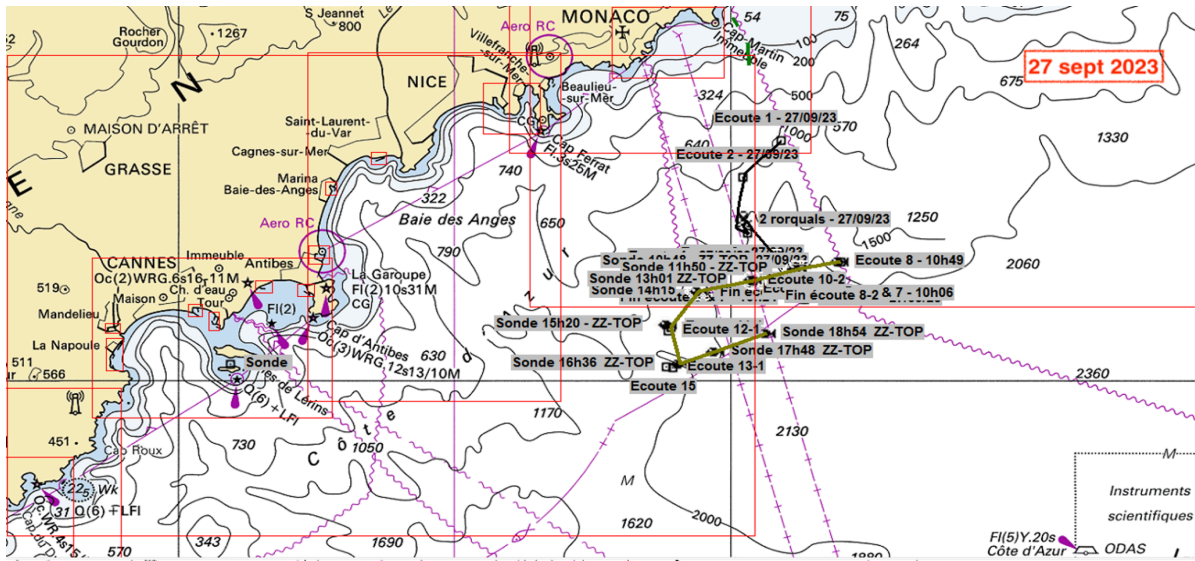 S Jeannet
800
MONACO
54
75
Rocher
Gourdon
1267
Aero RC
Villefranche
-sur-Mer
Cap Martin
Immeuble
100
264
200
27 sept 2023
N
NICE
Beaulieu-
-sur-Mer
324
500
675
MAISON D'ARRÊT
Saint-Laurent-
du-Var
CG
Ecoute 1 - 27/09/23
1000
570
1330
Cagnes-sur-Mer
Cap Ferrat
Fl.3s25M
640
Ecoute 2 - 27/09/23
GRASSE
740
E
Marina
Baie-des-Anges
322
Aero RC
Baie des Anges
650
2 rorquals - 27/09/23
1250
1500
790
CANNES
Immeuble
Antibes
Oc(2)WRG.6s16-11M
La Garoupe
Fl(2)10s31M
CG
Sonde 11h50 - ZZ-TOP
Ecoute 8 - 10h49
2060
519
Maison
Ch. d'eau
Tour
Sonde 13h01 ZZ-TOP
Ecoute 10-2
Sonde 14h15
Fin écoute 8-2 & 7 - 10h06
Mandelieu
Fl(2)
Sonde 15h20 - ZZ-TOP
Ecoute 12-1
Sonde 18h54 ZZ-TOP
La Napoule
Cap d'Antibes
Oc(3)WRG.12s13/10M
630
Sonde 17h48 ZZ-TOP
511
566
Sonde
Sonde 16h36 ZZ-TOP
Ecoute 13-1
2360
Îles de Lérins
Q(6)+LFl
Ecoute 15
1170
Côte d'Azur
451
Cap Roux
730
1050
2130
M
M
22₅
Wk
31
Q(6)+LFl
Instruments
scientifiques
1620
2000
570
343
1690
1880
Fl(5)Y.20s
Côte d'Azur
ODAS